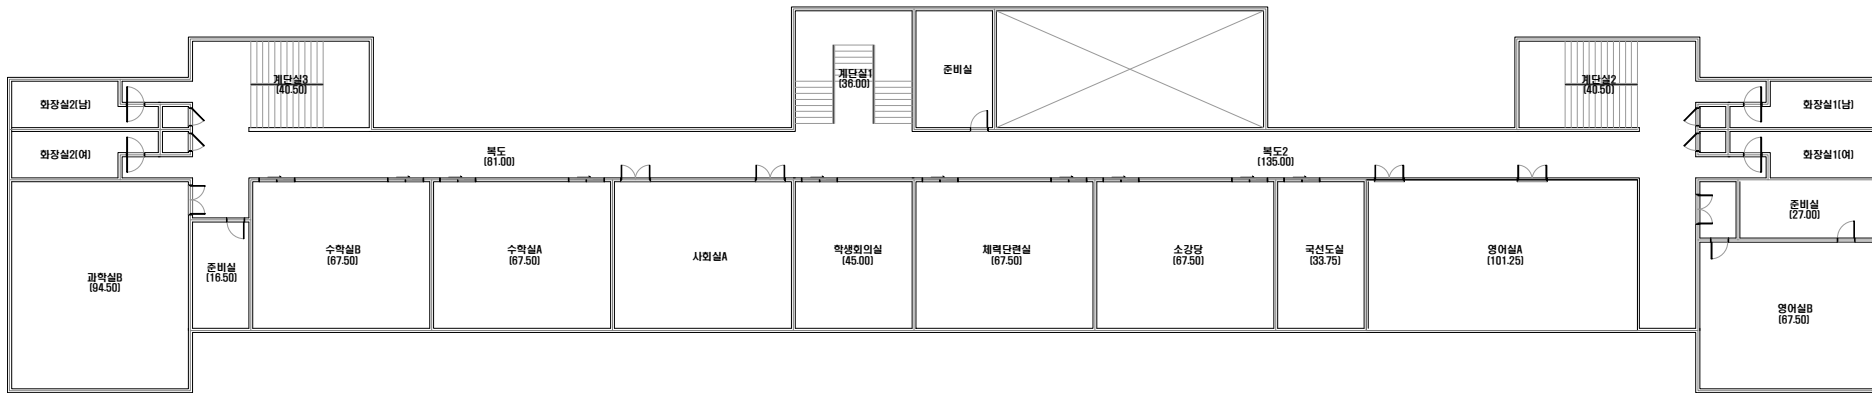 계단실3
(40.50)
계단실1
(36.00)
준비실
계단실2
(40.50)
화장실2(남)
화장실1(남)
화장실2(여)
복도
(81.00)
복도2
(135.00)
화장실1(여)
준비실
(27.00)
과학실B
(94.50)
준비실
(16.50)
수학실B
(67.50)
수학실A
(67.50)
사회실A
학생회의실
(45.00)
체력단련실
(67.50)
소강당
(67.50)
국선도실
(33.75)
영어실A
(101.25)
영어실B
(67.50)